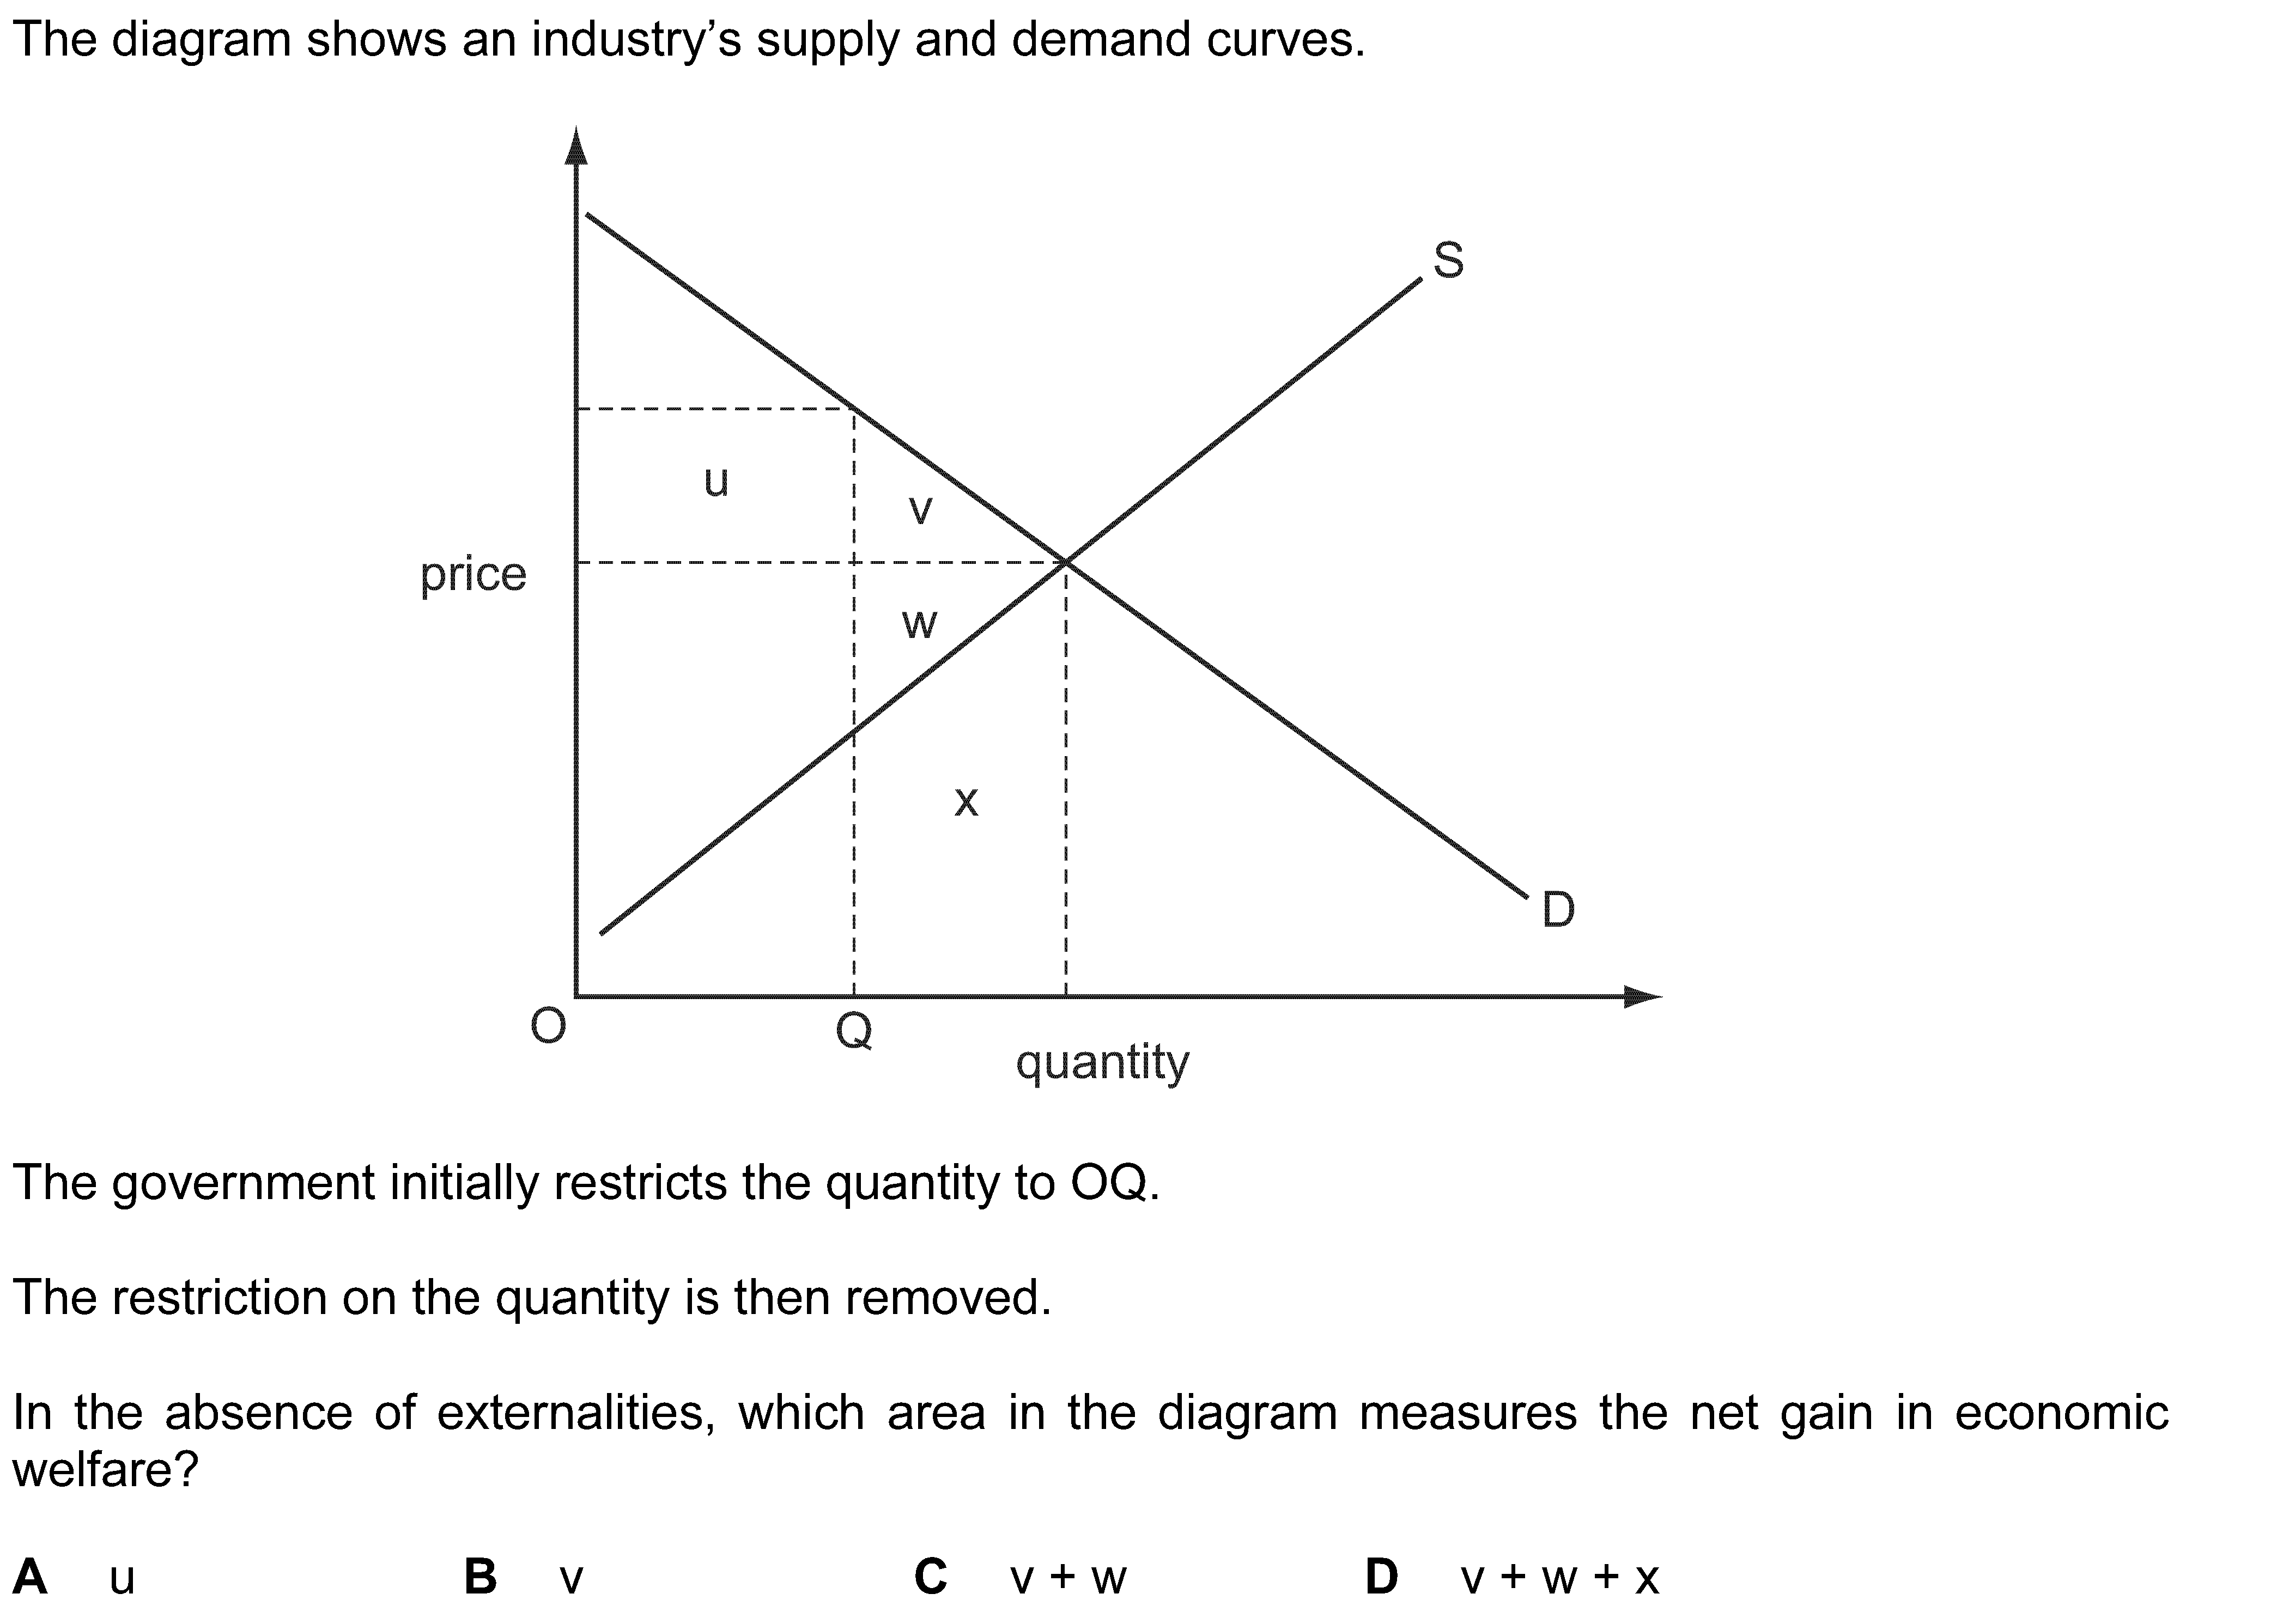 The diagram shows an industry’s supply and demand curves.
S
u
v
price
w
x
D
O
Q
quantity
The government initially restricts the quantity to OQ.
The restriction on the quantity is then removed.
In the absence of externalities, which area in the diagram measures the net gain in economic
welfare?
A u B v C v + w D v + w + x